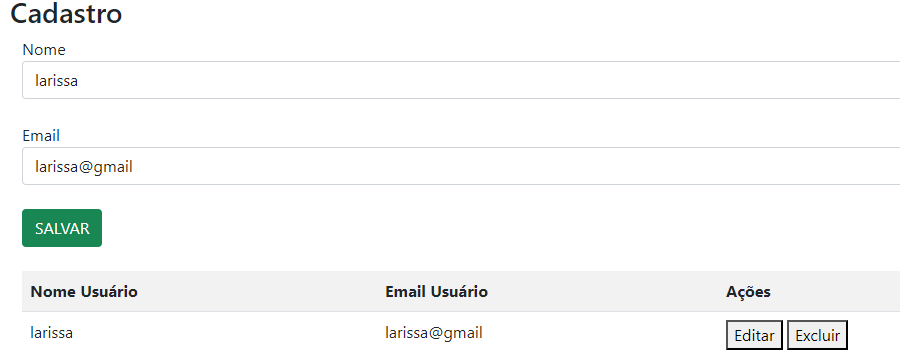 Cadastro
Nome
larissa
Email
larissa@gmail
SALVAR
Nome Usuário Email Usuário Ações
larissa larissa@gmail Editar Excluir